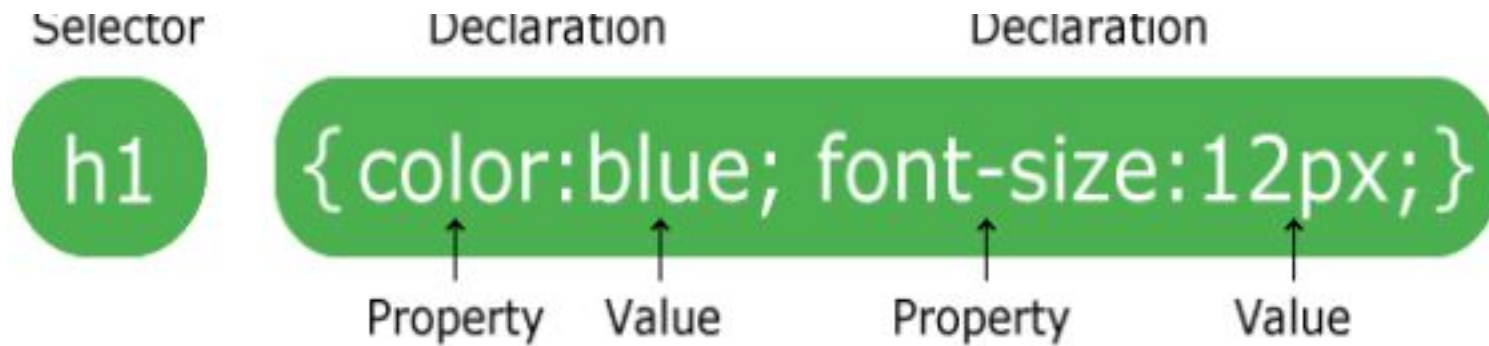 Selector Declaration Declaration
h1 {color:blue; font-size:12px;}
Property Value Property Value